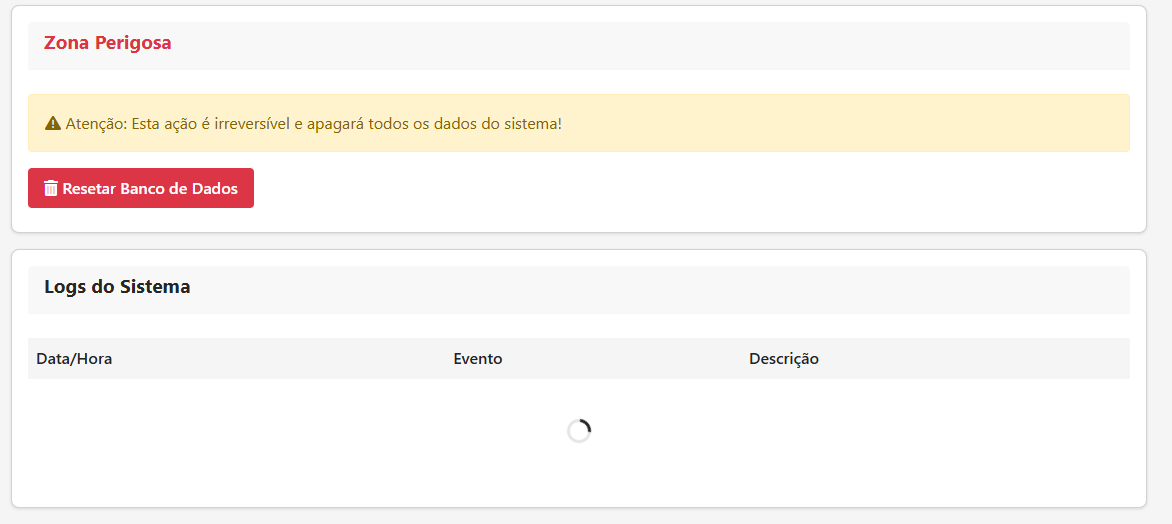 Zona Perigosa
Atenção: Esta ação é irreversível e apagará todos os dados do sistema!
Resetar Banco de Dados
Logs do Sistema
Data/Hora Evento Descrição